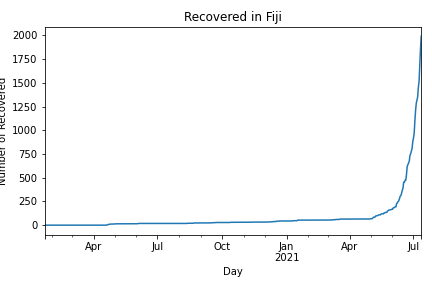 Recovered in Fiji
Number of Recovered
2000
1750
1500
1250
1000
750
500
250
0
Apr
Jul
Oct
Jan
2021
Apr
Jul
Day